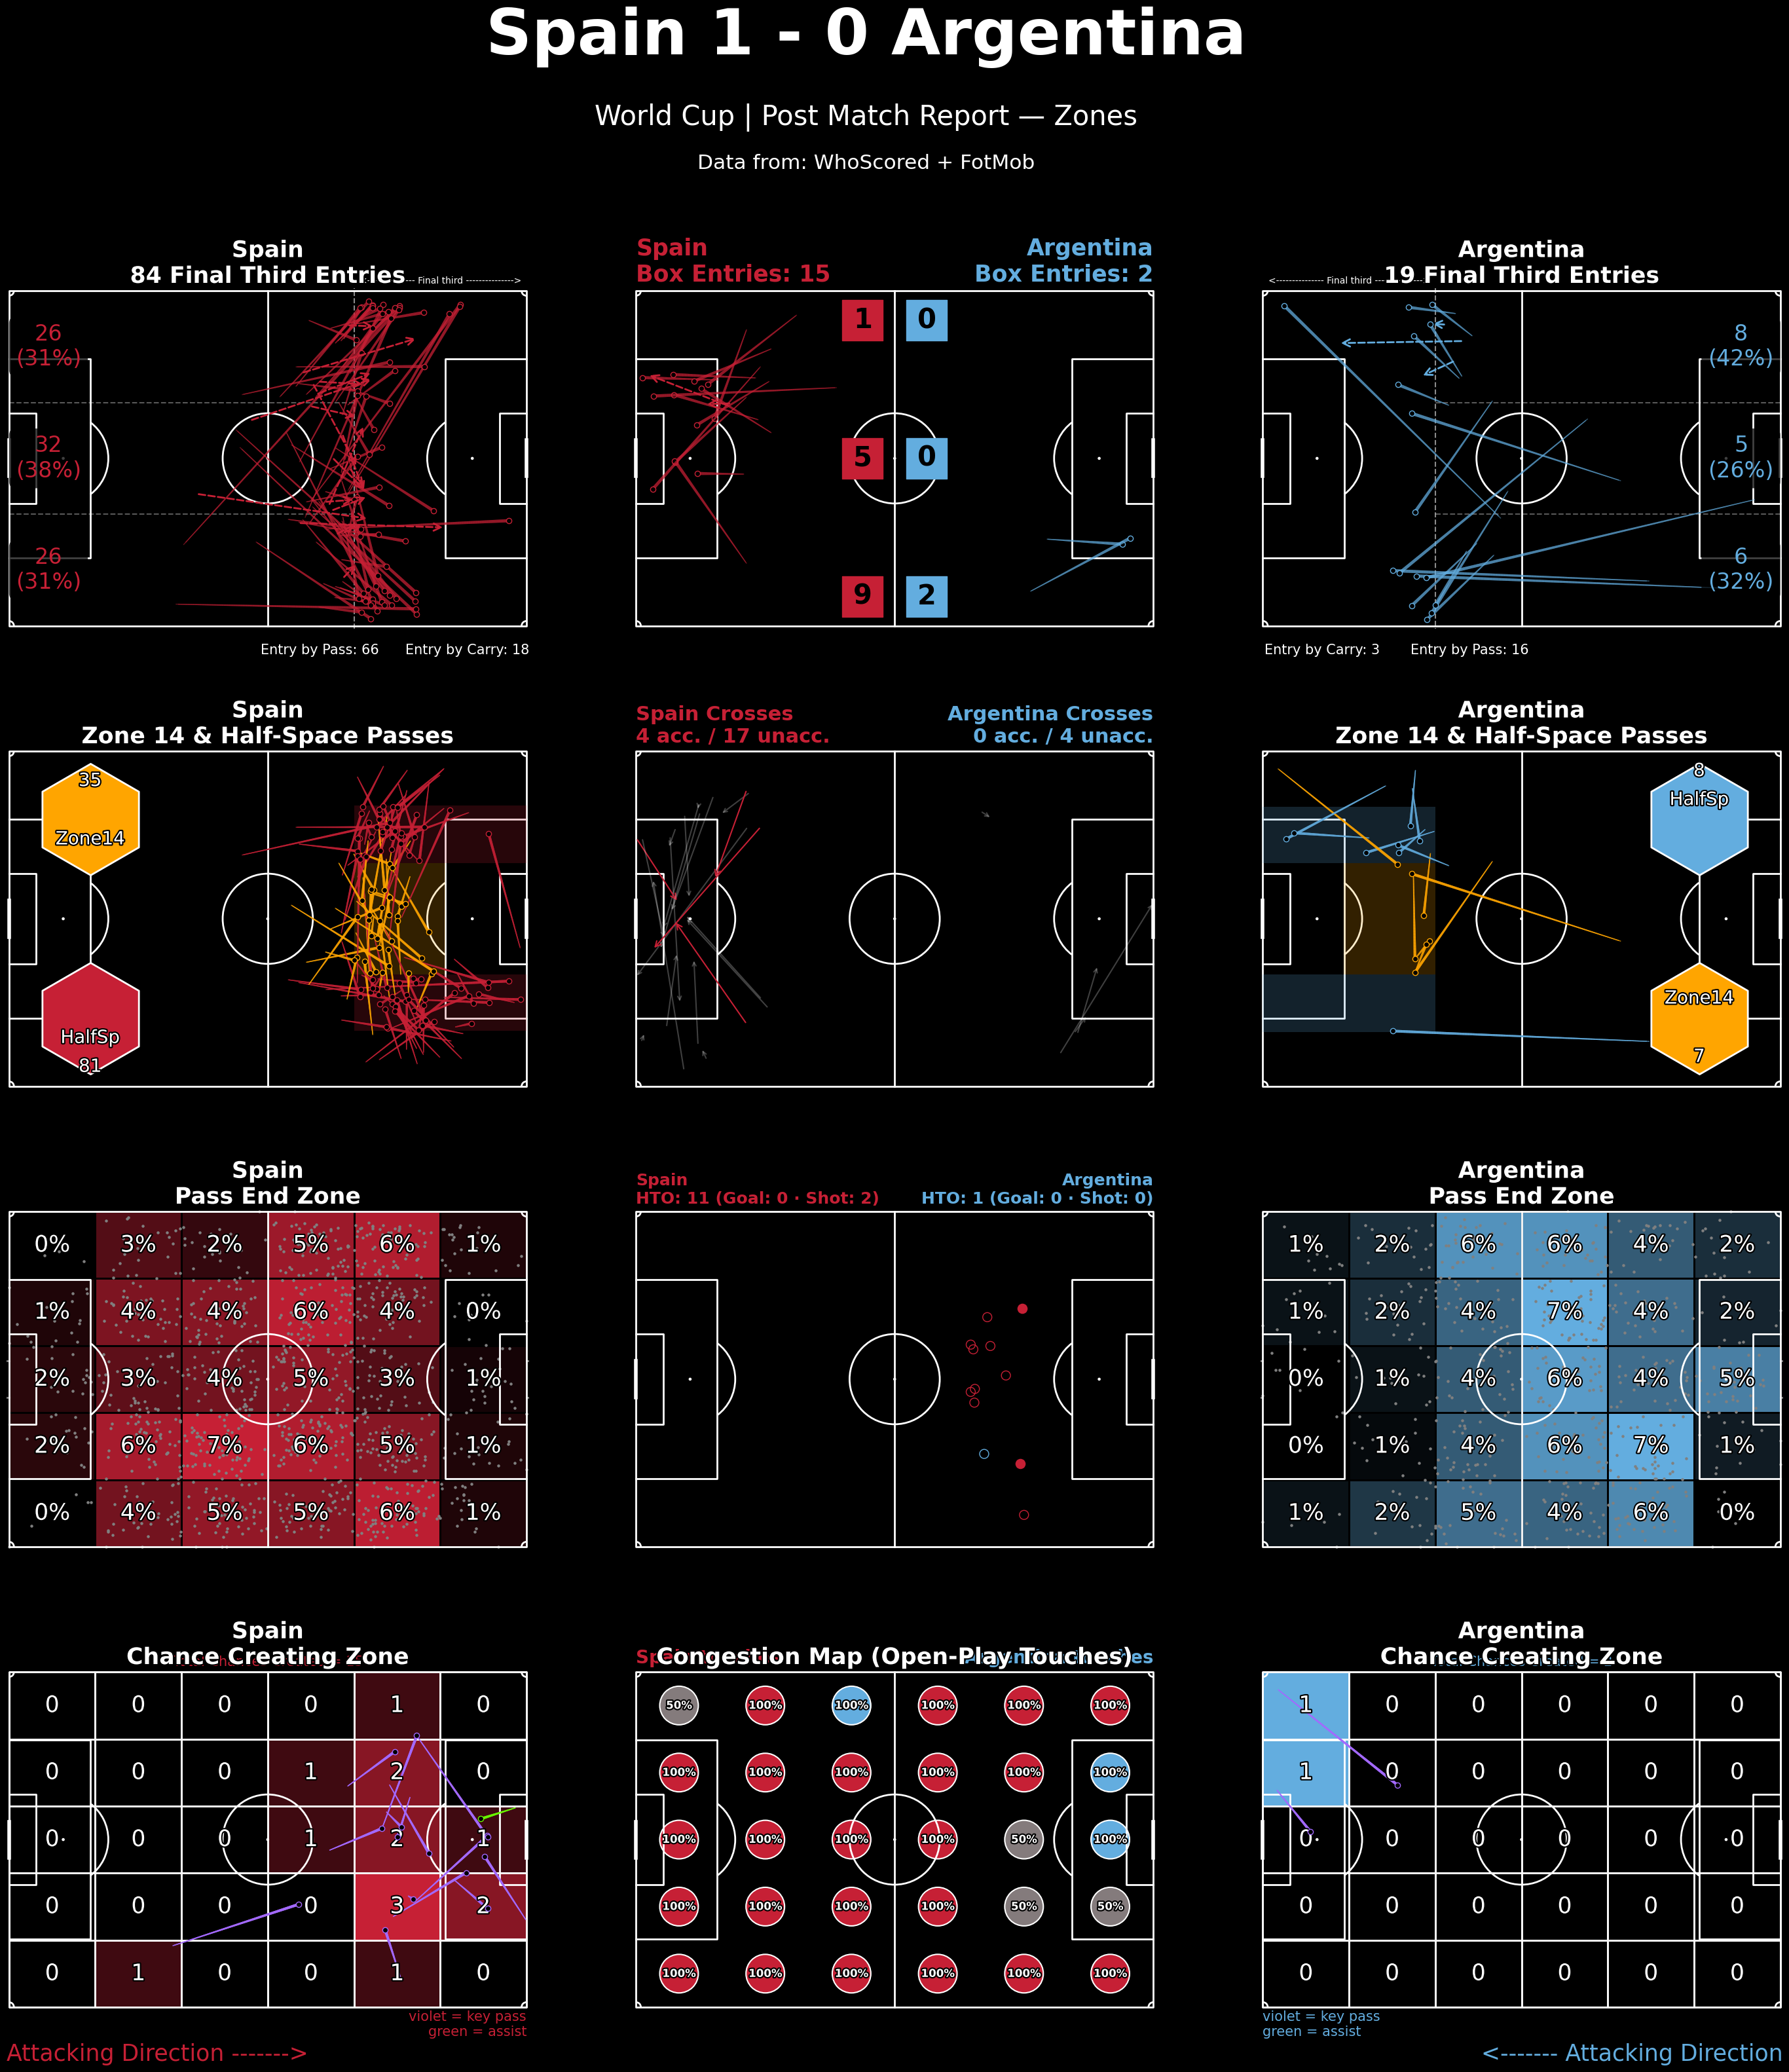 Spain 1 - 0 Argentina
World Cup | Post Match Report — Zones
Data from: WhoScored + FotMob
Spain
84 Final Third Entries
--- Final third -------------->
26
(31%)
32
(38%)
26
(31%)
Entry by Pass: 66
Entry by Carry: 18
Spain
Box Entries: 15
Argentina
Box Entries: 2
1
0
5
0
9
2
Argentina
19 Final Third Entries
<-------------- Final third ---
8
(42%)
5
(26%)
6
(32%)
Entry by Carry: 3
Entry by Pass: 16
Spain
Zone 14 & Half-Space Passes
35
Zone14
HalfSp
81
Spain Crosses
4 acc. / 17 unacc.
Argentina Crosses
0 acc. / 4 unacc.
Argentina
Zone 14 & Half-Space Passes
8
HalfSp
Zone14
7
Spain
Pass End Zone
0% 3% 2% 5% 6% 1%
1% 4% 4% 6% 4% 0%
2% 3% 4% 5% 3% 1%
2% 6% 7% 6% 5% 1%
0% 4% 5% 5% 6% 1%
Spain
HTO: 11 (Goal: 0 · Shot: 2)
Argentina
HTO: 1 (Goal: 0 · Shot: 0)
Argentina
Pass End Zone
1% 2% 6% 6% 4% 2%
1% 2% 4% 7% 4% 2%
0% 1% 4% 6% 4% 5%
0% 1% 4% 6% 7% 1%
1% 2% 5% 4% 6% 0%
Spain
Chance Creating Zone
0 0 0 0 1 0
0 0 0 1 2 0
0 0 0 1 2 1
0 0 0 0 3 2
0 1 0 0 1 0
violet = key pass
green = assist
Attacking Direction ------->
Congestion Map (Open-Play Touches)
50% 100% 100% 100% 100% 100%
100% 100% 100% 100% 100% 100%
100% 100% 100% 100% 50% 100%
100% 100% 100% 100% 50% 50%
100% 100% 100% 100% 100% 100%
Argentina
Chance Creating Zone
1 0 0 0 0 0
1 0 0 0 0 0
0 0 0 0 0 0
0 0 0 0 0 0
0 0 0 0 0 0
violet = key pass
green = assist
<------- Attacking Direction